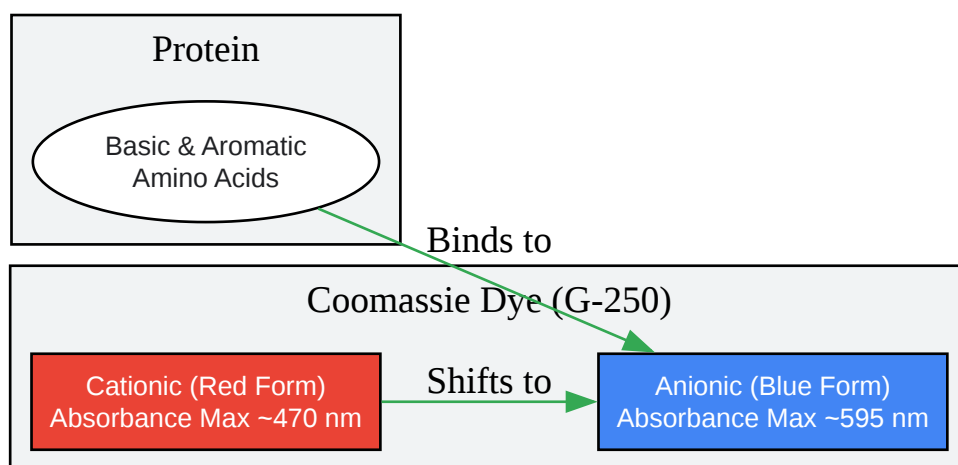 Protein
Basic & Aromatic
Amino Acids
Binds to
Coomassie Dye (G-250)
Cationic (Red Form)
Absorbance Max ~470 nm
Shifts to
Anionic (Blue Form)
Absorbance Max ~595 nm